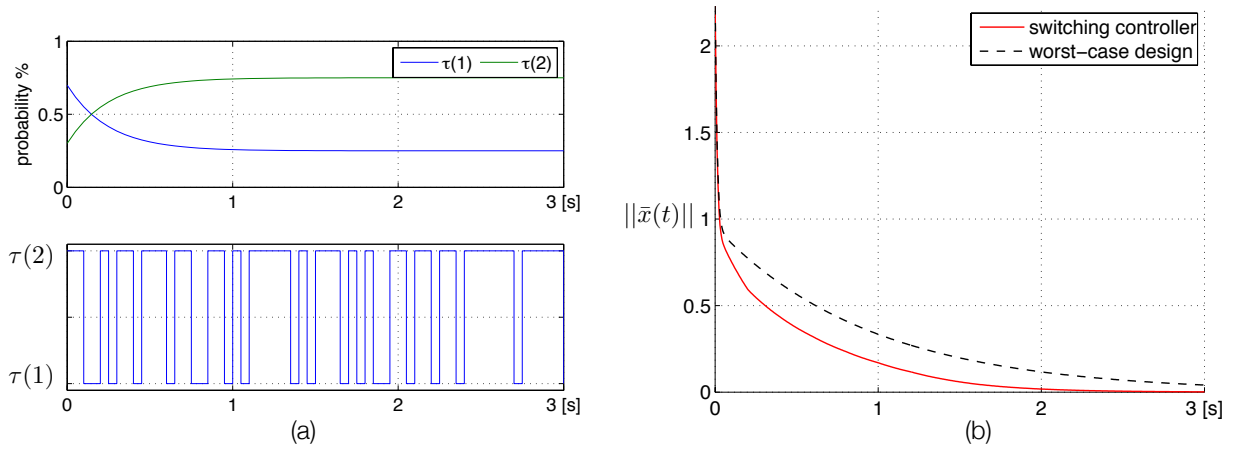 1
0.5
0
probability %
τ(1) τ(2)
0 1 2 3 [s]
τ(2)
τ(1)
0 1 2 3 [s]
(a)
2
1.5
1
0.5
0
||x̄(t)||
switching controller
worst−case design
0 1 2 3 [s]
(b)